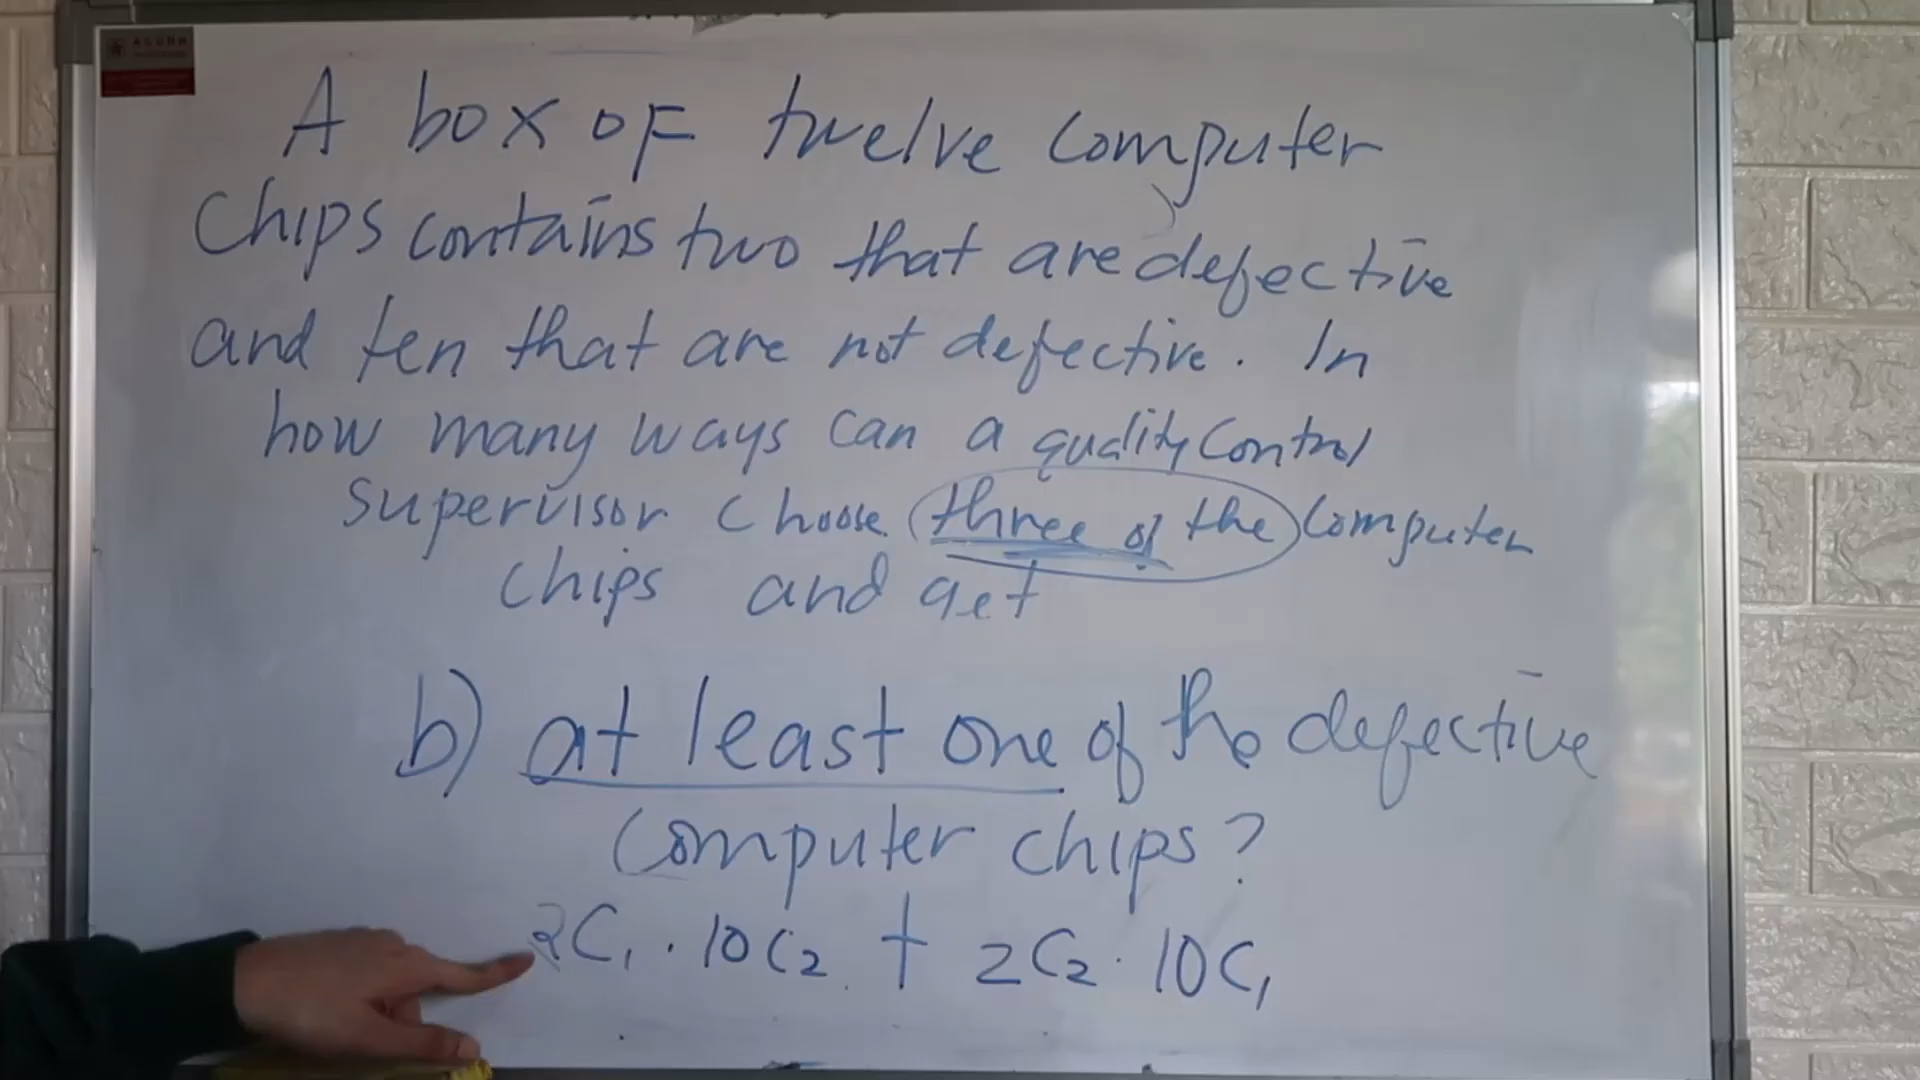 ACURA
A box of twelve computer
chips contains two that are defective
and ten that are not defective. In
how many ways can a quality control
supervisor choose three of the computer
chips and get
b) at least one of the defective
computer chips?
2C₁ · 10C₂ + 2C₂ · 10C₁